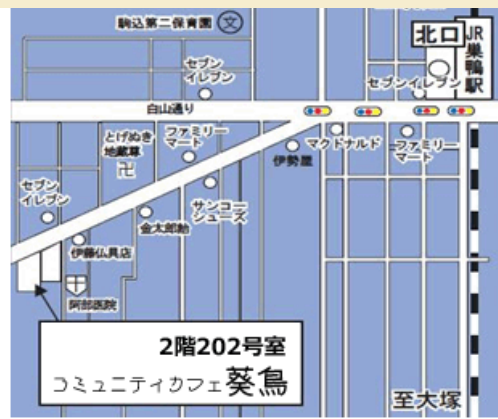 駒込第二保育園
文
北口
JR巣鴨駅
セブン
イレブン
セブンイレブン
白山通り
とげぬき
地蔵尊
卍
ファミリー
マート
伊勢屋
マクドナルド
ファミリー
マート
セブン
イレブン
サンコー
シューズ
金太郎飴
伊藤仏具店
阿部医院
2階202号室
コミュニティカフェ葵鳥
至大塚